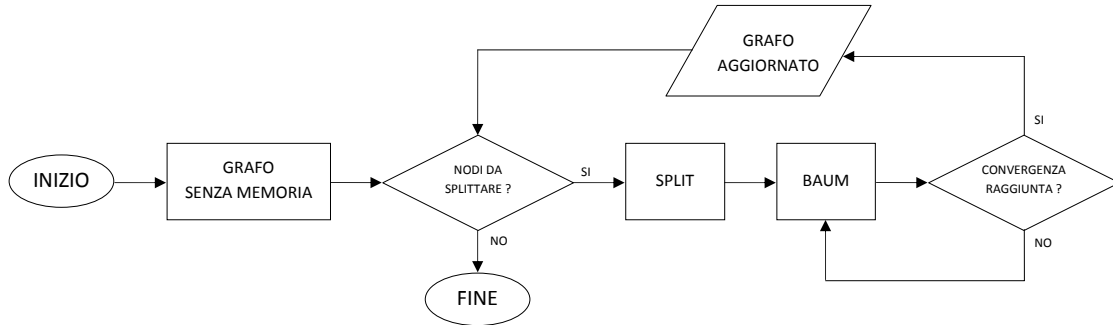 GRAFO
AGGIORNATO
SI
INIZIO
GRAFO
SENZA MEMORIA
NODI DA
SPLITTARE ?
SI
SPLIT
BAUM
CONVERGENZA
RAGGIUNTA ?
NO
NO
FINE